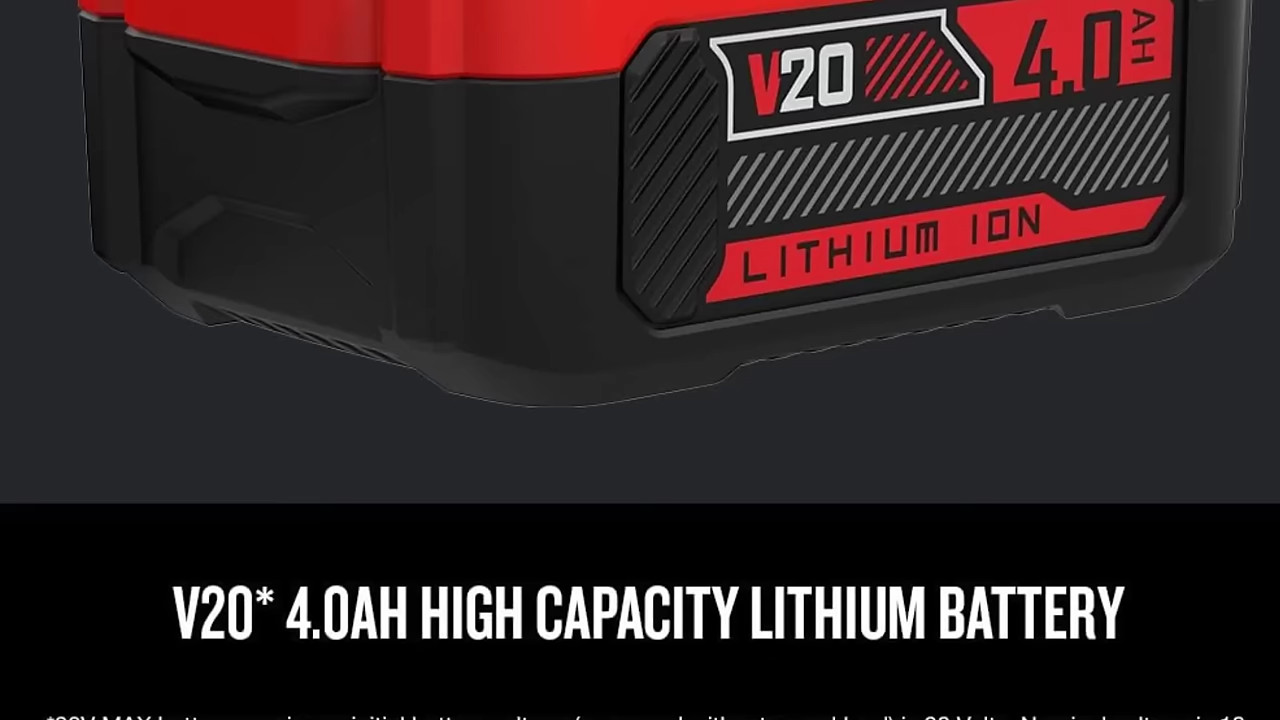 V20
4.0 AH
LITHIUM ION
V20* 4.0AH HIGH CAPACITY LITHIUM BATTERY